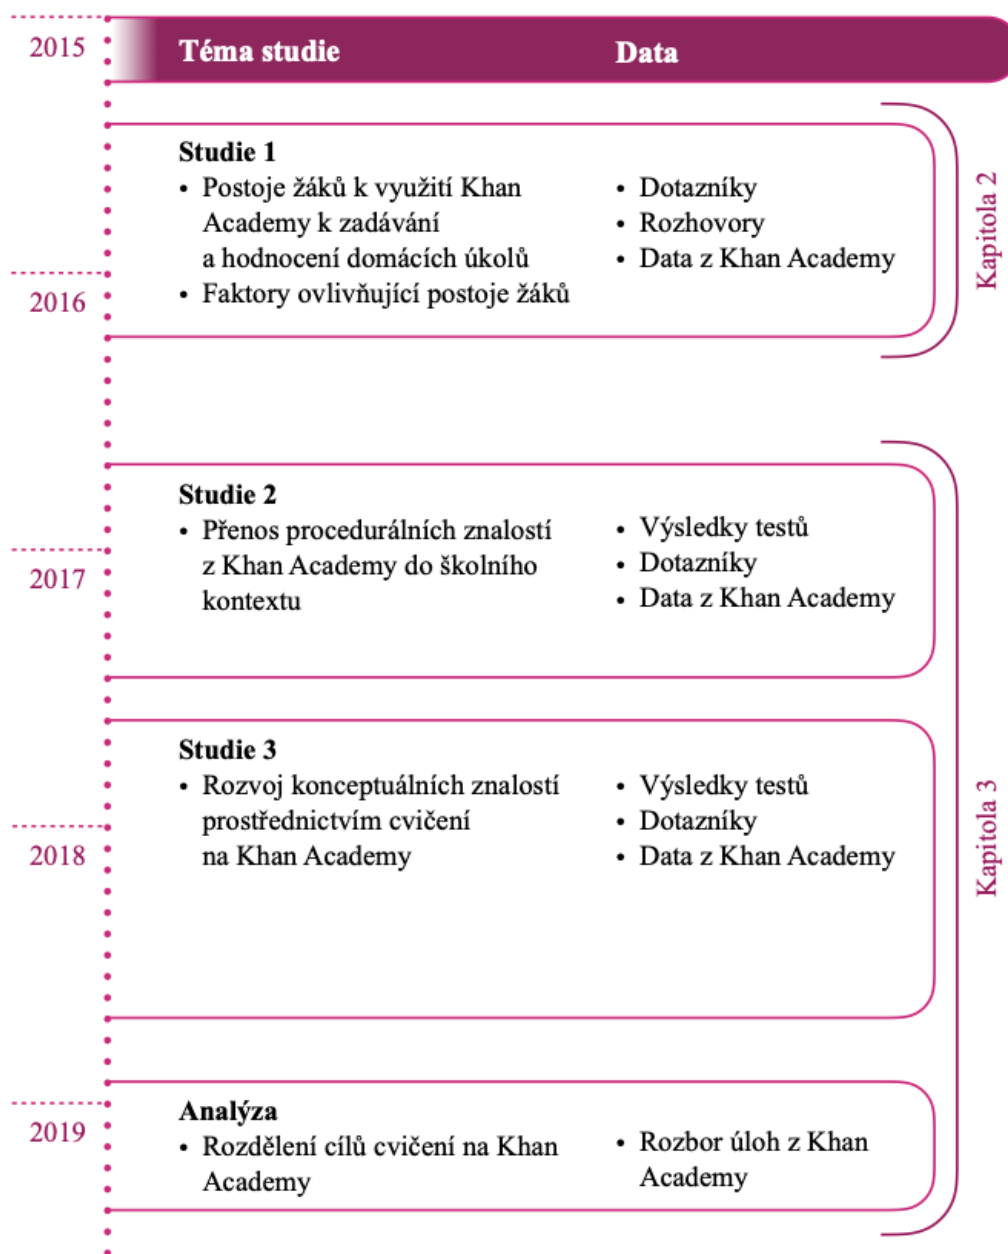 2015
Téma studie
Data
Studie 1
• Postoje žáků k využití Khan
Academy k zadávání
a hodnocení domácích úkolů
• Faktory ovlivňující postoje žáků
• Dotazníky
• Rozhovory
• Data z Khan Academy
Kapitola 2
2016
Studie 2
• Přenos procedurálních znalostí
z Khan Academy do školního
kontextu
• Výsledky testů
• Dotazníky
• Data z Khan Academy
2017
Studie 3
• Rozvoj konceptuálních znalostí
prostřednictvím cvičení
na Khan Academy
• Výsledky testů
• Dotazníky
• Data z Khan Academy
Kapitola 3
2018
Analýza
• Rozdělení cílů cvičení na Khan
Academy
• Rozbor úloh z Khan
Academy
2019